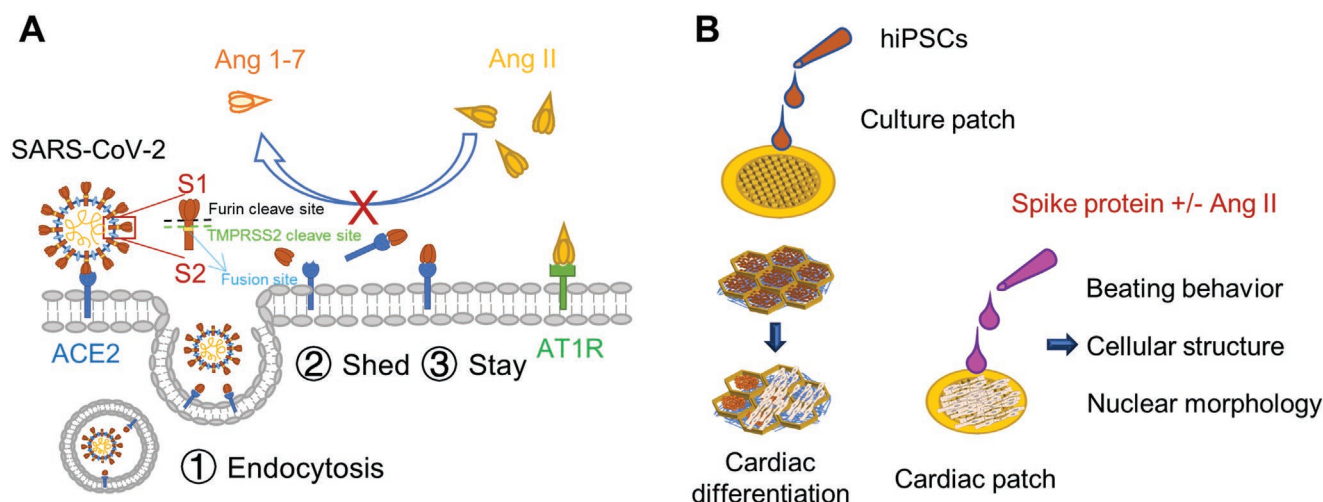 A
Ang 1-7
Ang II
SARS-CoV-2
S1
Furin cleave site
TMPRSS2 cleave site
S2
Fusion site
X
ACE2
② Shed ③ Stay
AT1R
① Endocytosis
B
hiPSCs
Culture patch
Spike protein +/- Ang II
Beating behavior
Cellular structure
Nuclear morphology
Cardiac
differentiation
Cardiac patch